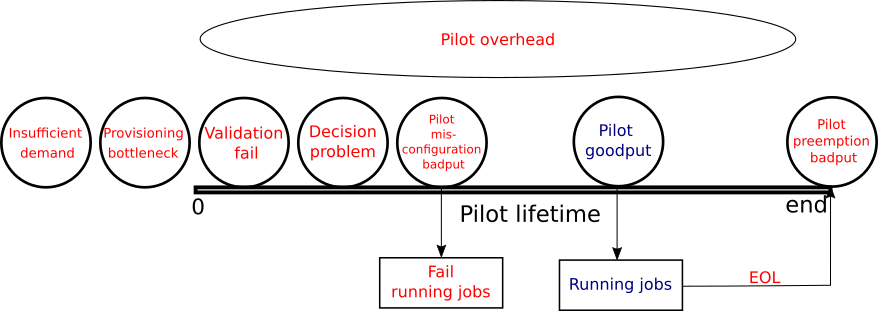 Pilot overhead
Insufficient
demand
Provisioning
bottleneck
Validation
fail
Decision
problem
Pilot
mis-
configuration
badput
Pilot
goodput
Pilot
preemption
badput
0
Pilot lifetime
end
Fail
running jobs
Running jobs
EOL